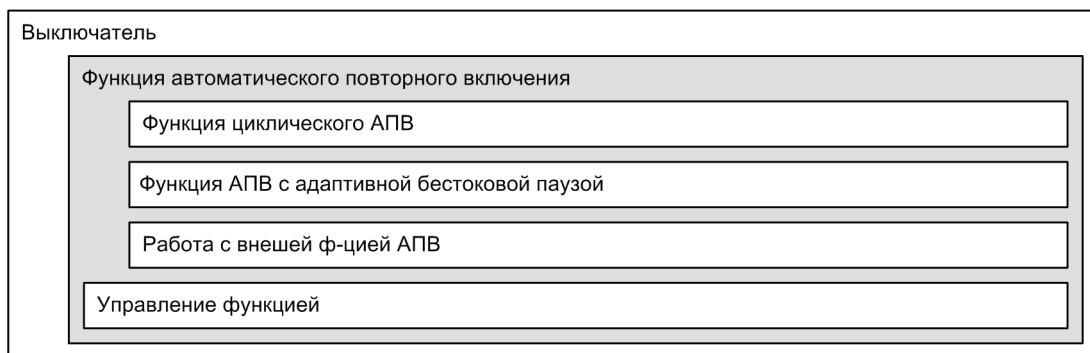 Выключатель
Функция автоматического повторного включения
Функция циклического АПВ
Функция АПВ с адаптивной бестоковой паузой
Работа с внешей ф-цией АПВ
Управление функцией